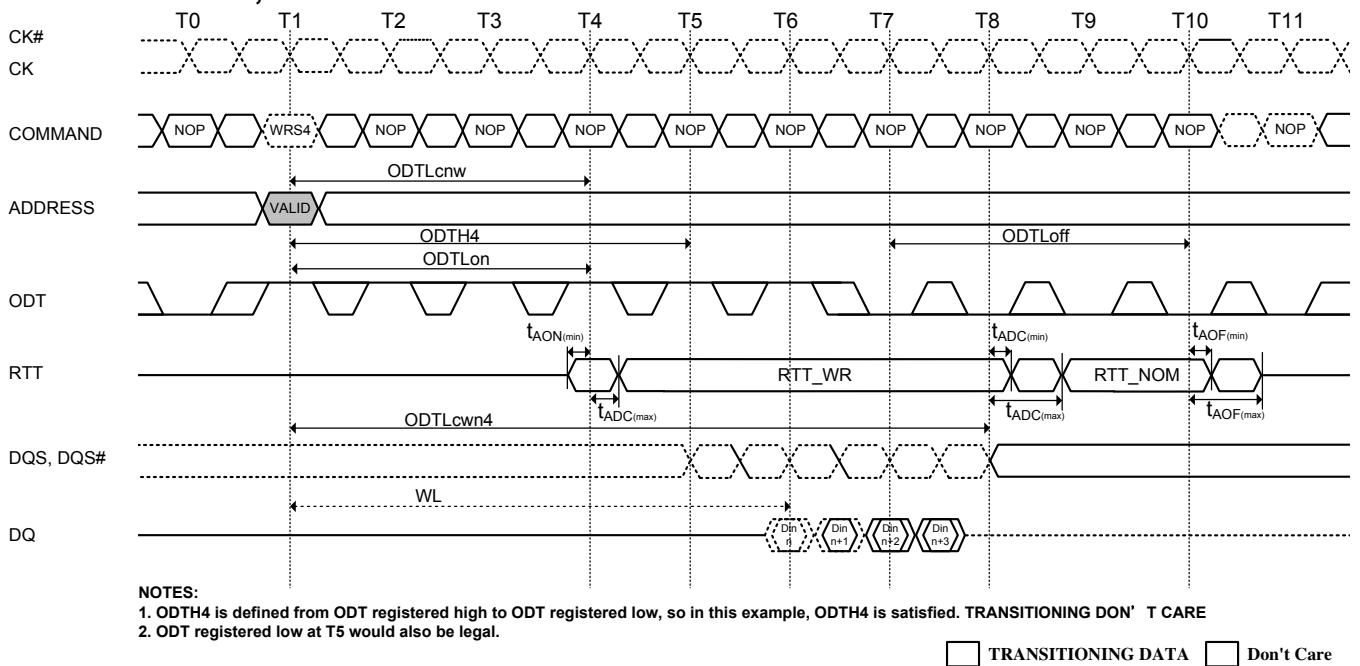 T0 T1 T2 T3 T4 T5 T6 T7 T8 T9 T10 T11
CK#
CK
COMMAND NOP WRS4 NOP NOP NOP NOP NOP NOP NOP NOP NOP NOP
ODTLcnw
ADDRESS VALID
ODTH4 ODTLoff
ODTLon
ODT
tAON(min) tADC(min) tAOF(min)
RTT RTT_WR RTT_NOM
tADC(max) tADC(max) tAOF(max)
ODTLcwn4
DQS, DQS#
WL
DQ Din n Din n+1 Din n+2 Din n+3
NOTES:
1. ODTH4 is defined from ODT registered high to ODT registered low, so in this example, ODTH4 is satisfied. TRANSITIONING DON’ T CARE
2. ODT registered low at T5 would also be legal.
TRANSITIONING DATA Don't Care